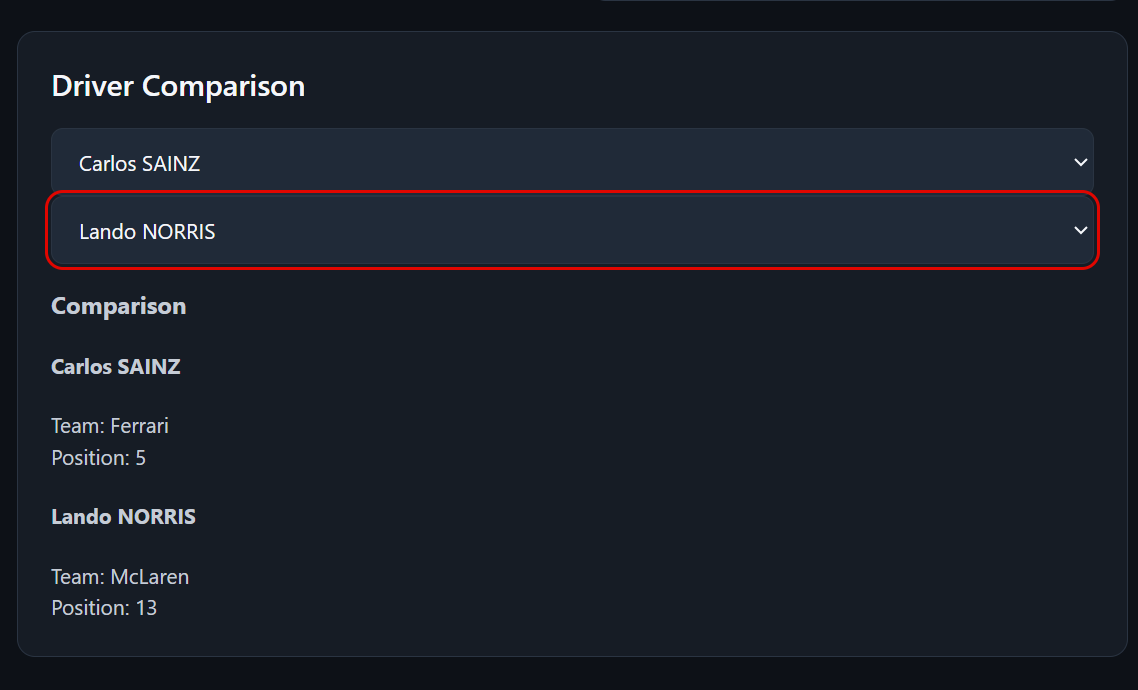 Driver Comparison
Carlos SAINZ
Lando NORRIS
Comparison
Carlos SAINZ
Team: Ferrari
Position: 5
Lando NORRIS
Team: McLaren
Position: 13